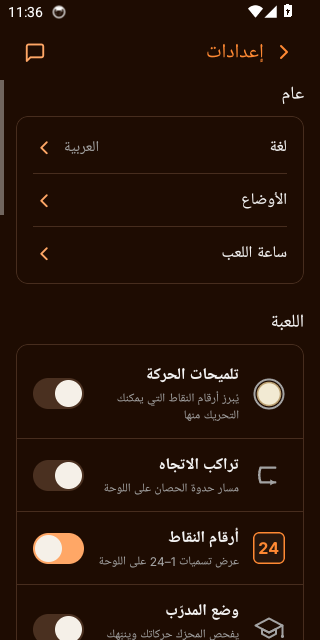 11:36
إعدادات
عام
لغة
العربية
الأوضاع
ساعة اللعب
اللعبة
تلميحات الحركة
يُبرز أرقام النقاط التي يمكنك
التحريك منها
تراكب الاتجاه
مسار حدوة الحصان على اللوحة
24
أرقام النقاط
عرض تسميات 1–24 على اللوحة
وضع المدرّب
يفحص المحرك حركاتك وينبهك